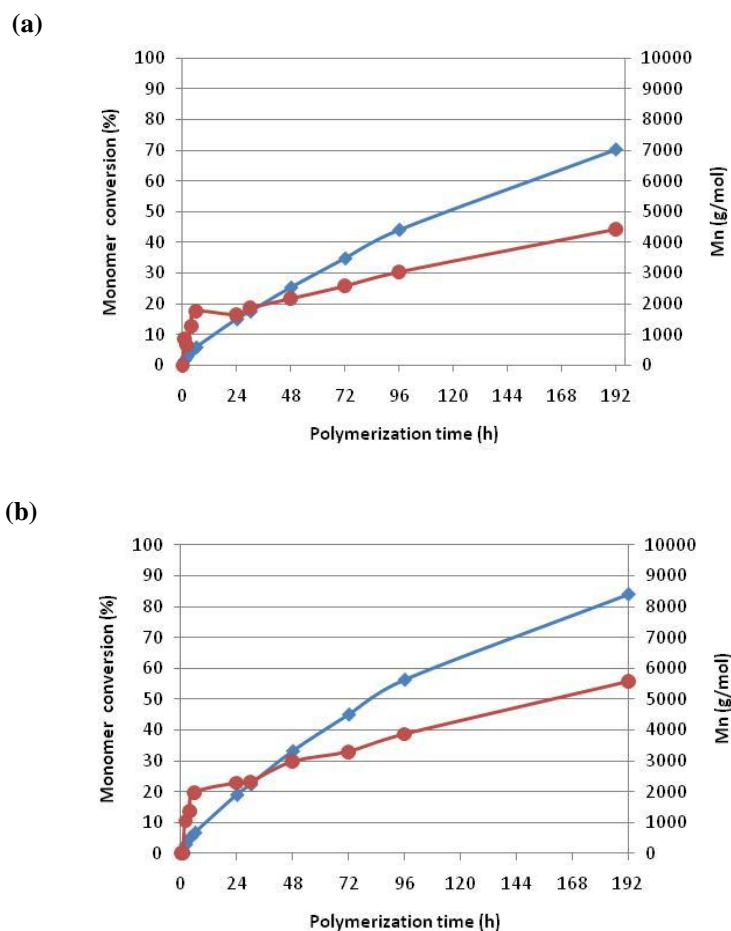 (a)
100 10000
90 9000
80 8000
70 7000
60 6000
50 5000
40 4000
30 3000
20 2000
10 1000
0 0
Monomer conversion (%)
Mn (g/mol)
0 24 48 72 96 120 144 168 192
Polymerization time (h)
(b)
100 10000
90 9000
80 8000
70 7000
60 6000
50 5000
40 4000
30 3000
20 2000
10 1000
0 0
Monomer conversion (%)
Mn (g/mol)
0 24 48 72 96 120 144 168 192
Polymerization time (h)